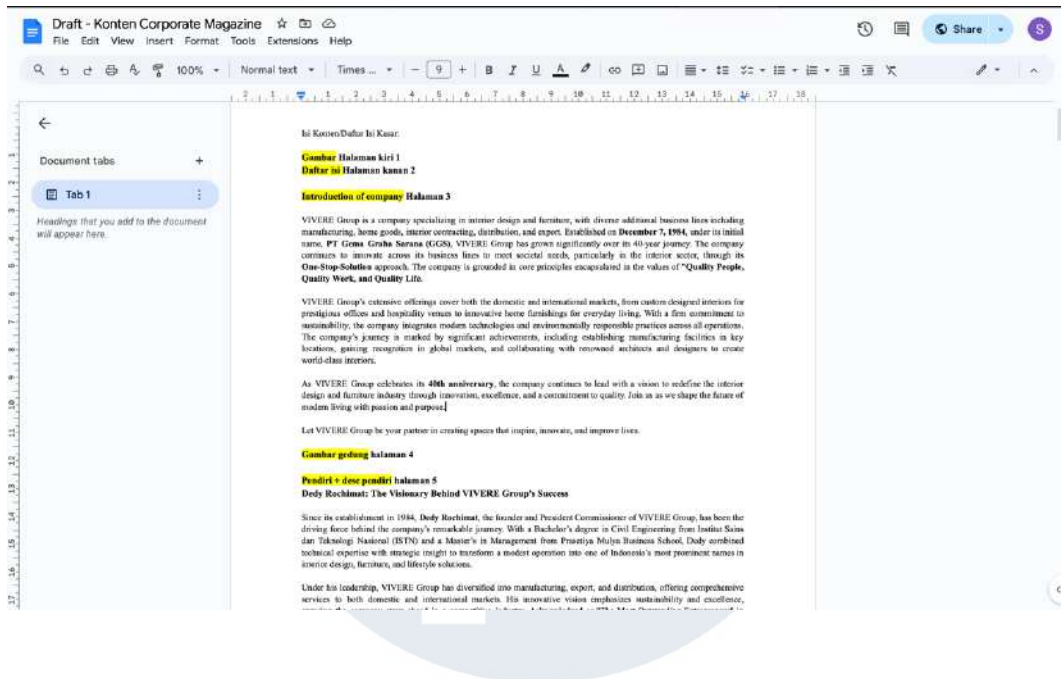 Draft - Konten Corporate Magazine
File Edit View Insert Format Tools Extensions Help
Share
S
100%
Normal text
Times ...
9
B I U A
2 1 1 2 3 4 5 6 7 8 9 10 11 12 13 14 15 16 17 18
Document tabs
Tab 1
Headings that you add to the document
will appear here.
Isi Konten/Daftar Isi Kasar:
Gambar Halaman kiri 1
Daftar isi Halaman kanan 2
Introduction of company Halaman 3
VIVERE Group is a company specializing in interior design and furniture, with diverse additional business lines including
manufacturing, home goods, interior contracting, distribution, and export. Established on December 7, 1984, under its initial
name, PT Gema Graha Sarana (GGS), VIVERE Group has grown significantly over its 40-year journey. The company
continues to innovate across its business lines to meet societal needs, particularly in the interior sector, through its
One-Stop-Solution approach. The company is grounded in core principles encapsulated in the values of "Quality People,
Quality Work, and Quality Life.
VIVERE Group's extensive offerings cover both the domestic and international markets, from custom designed interiors for
prestigious offices and hospitality venues to innovative home furnishings for everyday living. With a firm commitment to
sustainability, the company integrates modern technologies and environmentally responsible practices across all operations.
The company's journey is marked by significant achievements, including establishing manufacturing facilities in key
locations, gaining recognition in global markets, and collaborating with renowned architects and designers to create
world-class interiors.
As VIVERE Group celebrates its 40th anniversary, the company continues to lead with a vision to redefine the interior
design and furniture industry through innovation, excellence, and a commitment to quality. Join us as we shape the future of
modern living with passion and purpose.
Let VIVERE Group be your partner in creating spaces that inspire, innovate, and improve lives.
Gambar gedung halaman 4
Pendiri + desc pendiri halaman 5
Dedy Rochimat: The Visionary Behind VIVERE Group's Success
Since its establishment in 1984, Dedy Rochimat, the founder and President Commissioner of VIVERE Group, has been the
driving force behind the company's remarkable journey. With a Bachelor's degree in Civil Engineering from Institut Sains
dan Teknologi Nasional (ISTN) and a Master's in Management from Prasetiya Mulya Business School, Dedy combined
technical expertise with strategic insight to transform a modest operation into one of Indonesia's most prominent names in
interior design, furniture, and lifestyle solutions.
Under his leadership, VIVERE Group has diversified into manufacturing, export, and distribution, offering comprehensive
services to both domestic and international markets. His innovative vision emphasizes sustainability and excellence,